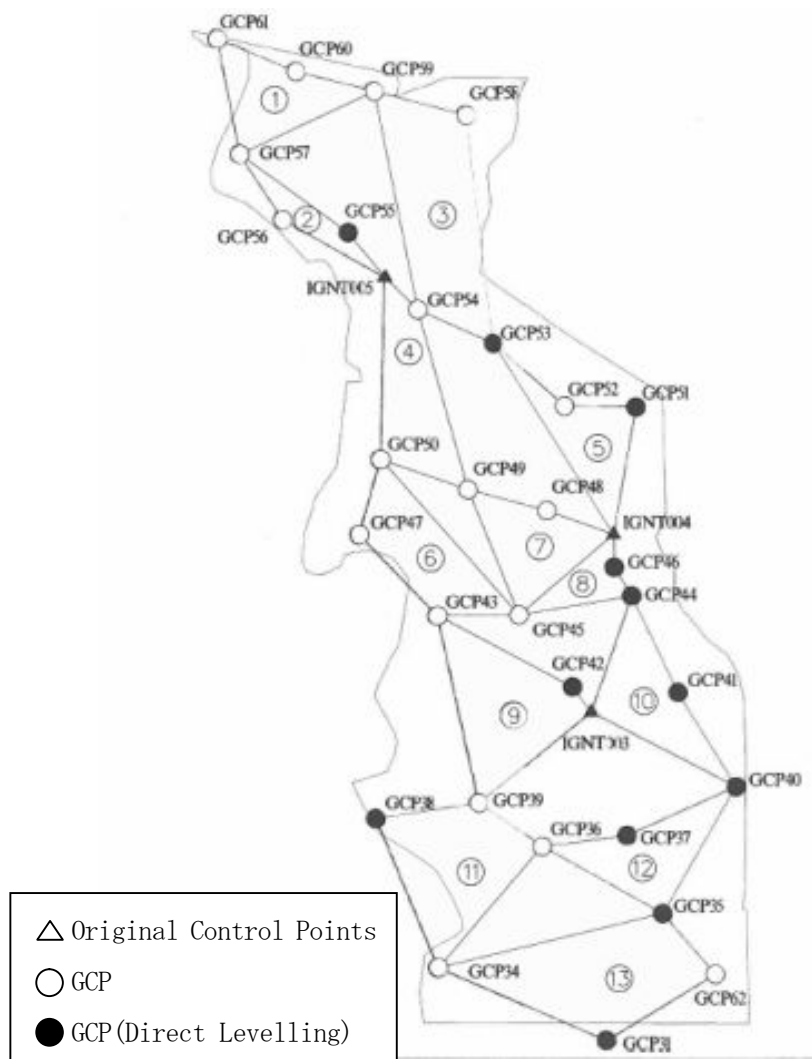 GCP61
GCP60
GCP59
GCP58
1
GCP57
GCP55
2
3
GCP56
IGNT005
GCP54
4
GCP53
GCP52
GCP51
5
GCP50
GCP49
GCP48
IGNT004
GCP47
6
7
GCP46
8
GCP44
GCP43
GCP45
GCP42
GCP41
9
10
IGNT003
GCP40
GCP38
GCP39
GCP36
GCP37
11
12
GCP35
GCP34
13
GCP62
GCP31
Original Control Points
GCP
GCP(Direct Levelling)